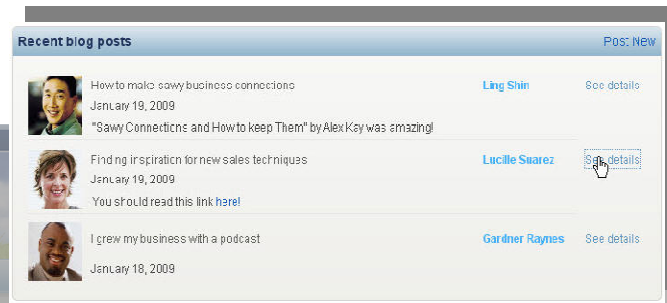 Recent blog posts Post New
How to make savvy business connections Ling Shin See details
January 19, 2009
"Savvy Connections and How to keep Them" by Alex Kay was amazing!
Finding inspiration for new sales techniques Lucille Suarez See details
January 19, 2009
You should read this link here!
I grew my business with a podcast Gardner Raynes See details
January 18, 2009